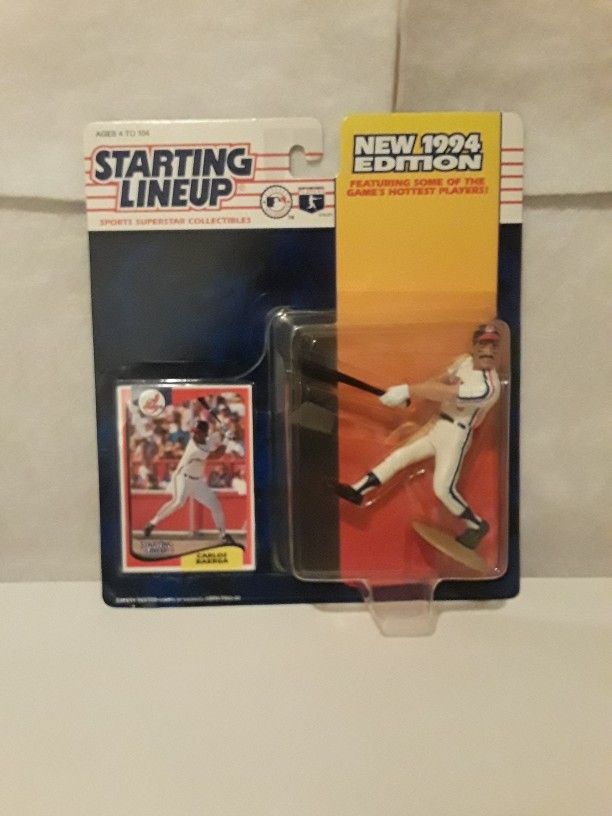 AGES 4 TO 104
STARTING
LINEUP
SPORTS SUPERSTAR COLLECTIBLES
NEW 1994
EDITION
FEATURING SOME OF THE
GAME'S HOTTEST PLAYERS!
STARTING
LINEUP
CARLOS
BAERGA